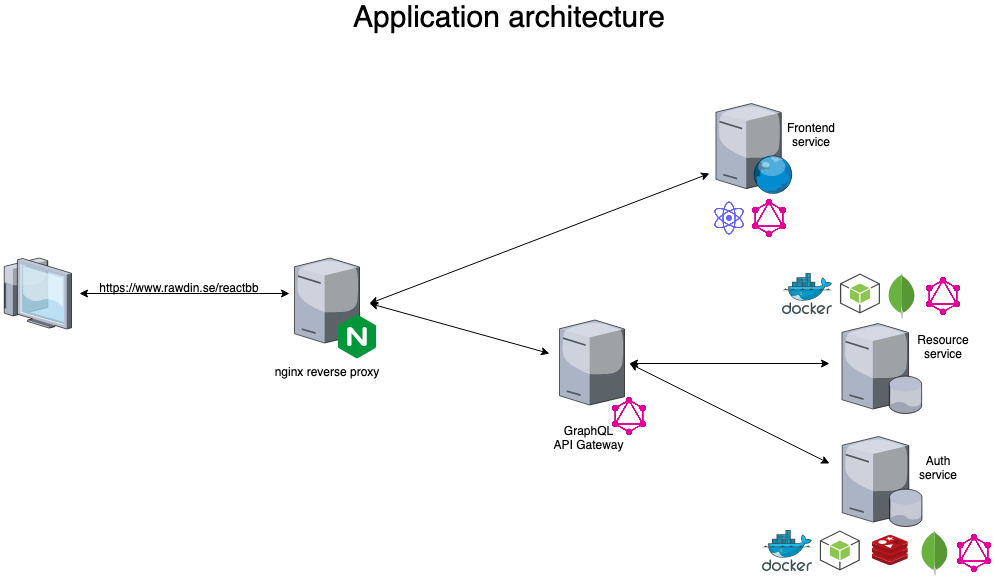 Application architecture
Frontend
service
https://www.rawdin.se/reactbb
N
nginx reverse proxy
docker
Resource
service
GraphQL
API Gateway
Auth
service
docker